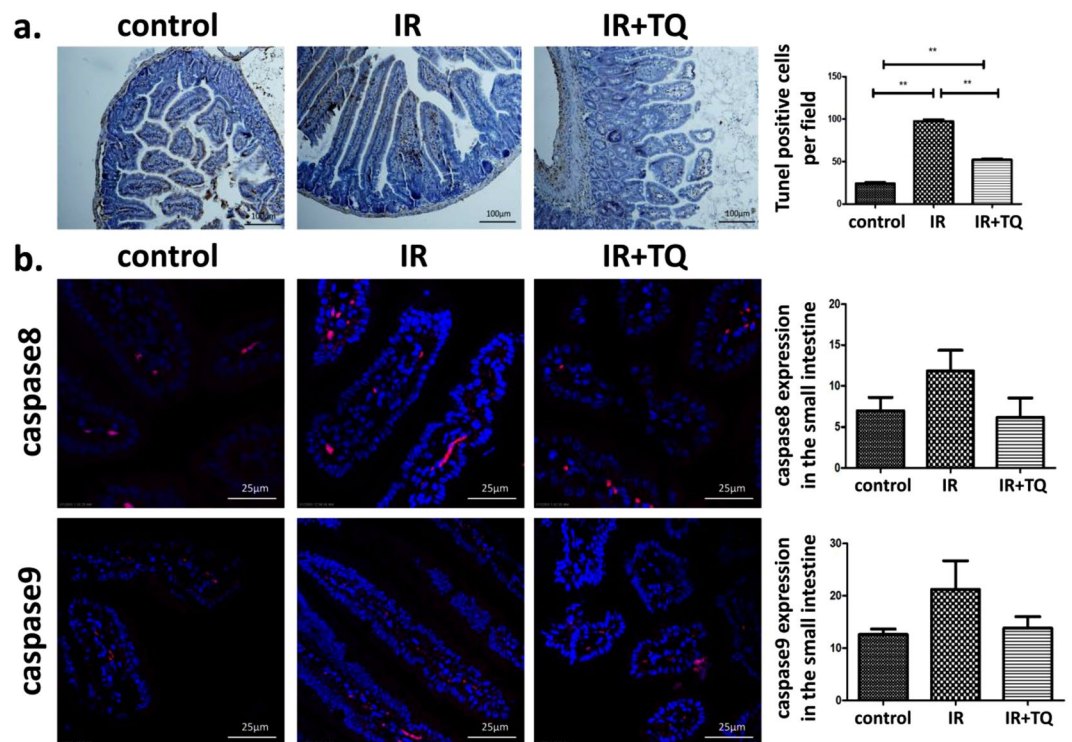 a.
control
IR
IR+TQ
100μm
100μm
100μm
Tunel positive cells
per field
150
100
50
0
**
**
**
control
IR
IR+TQ
b.
control
IR
IR+TQ
caspase8
25μm
25μm
25μm
caspase8 expression
in the small intestine
20
15
10
5
0
control
IR
IR+TQ
caspase9
25μm
25μm
25μm
caspase9 expression
in the small intestine
30
20
10
0
control
IR
IR+TQ